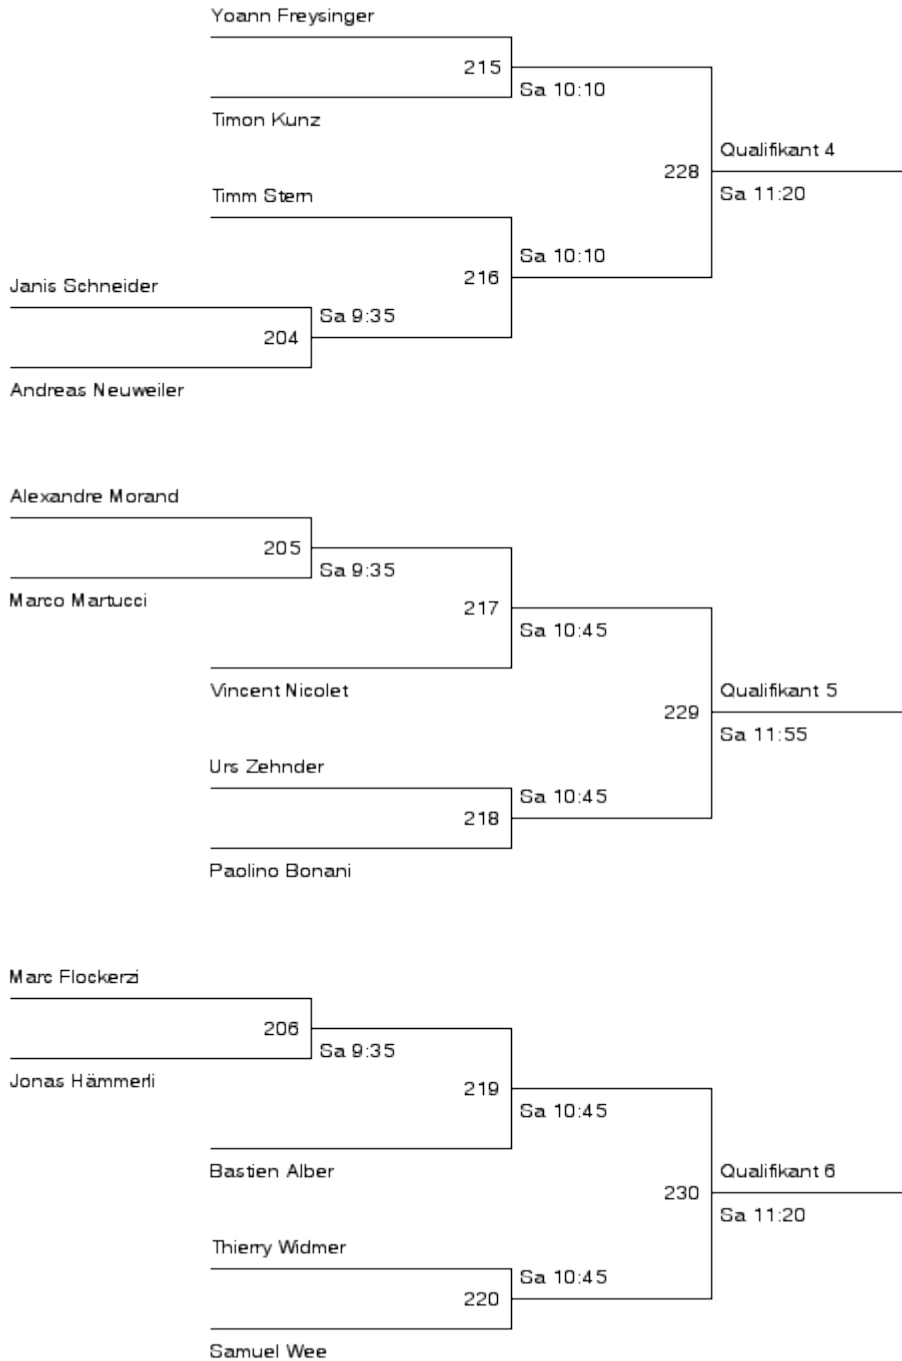 Yoann Freysinger
215
Sa 10:10
Timon Kunz
Qualifikant 4
228
Sa 11:20
Timm Stern
Sa 10:10
216
Janis Schneider
Sa 9:35
204
Andreas Neuweiler
Alexandre Morand
205
Sa 9:35
Marco Martucci
217
Sa 10:45
Vincent Nicolet
Qualifikant 5
229
Sa 11:55
Urs Zehnder
Sa 10:45
218
Paolino Bonani
Marc Flockerzi
206
Sa 9:35
Jonas Hämmerli
219
Sa 10:45
Bastien Alber
Qualifikant 6
230
Sa 11:20
Thierry Widmer
Sa 10:45
220
Samuel Wee